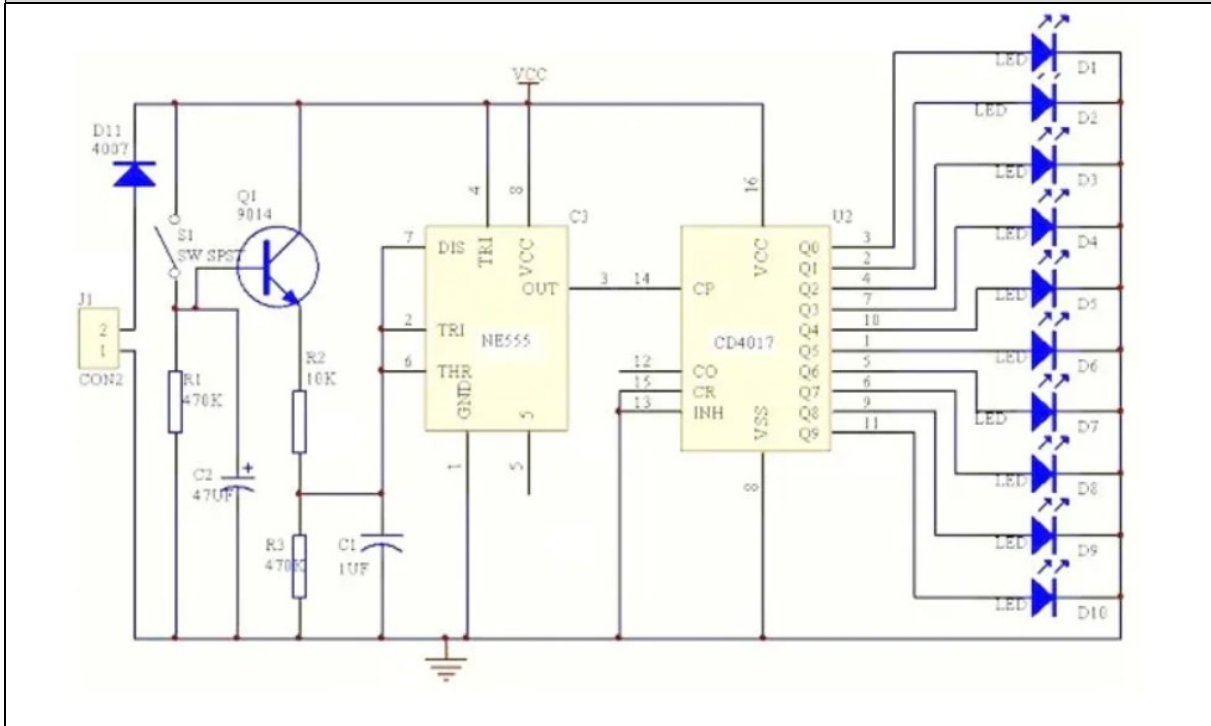 VCC
D11
4007
Q1
9014
S1
SW SPST
J1
2
1
CON2
R1
470K
C2
+
47UF
R2
10K
R3
470K
C1
1UF
C3
4
8
7
DIS
TRI
VCC
OUT
3
14
2
TRI
NE555
6
THR
GND
5
1
5
U2
16
VCC
CP
CD4017
12
CO
15
CR
13
INH
VSS
8
Q0
3
Q1
2
Q2
4
Q3
7
Q4
10
Q5
1
Q6
5
Q7
6
Q8
9
Q9
11
LED
D1
LED
D2
LED
D3
LED
D4
LED
D5
LED
D6
LED
D7
LED
D8
LED
D9
LED
D10